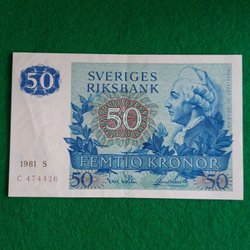 50
SVERIGES
RIKSBANK
50
1981 S
C 474426
FEMTIO KRONOR
50
50